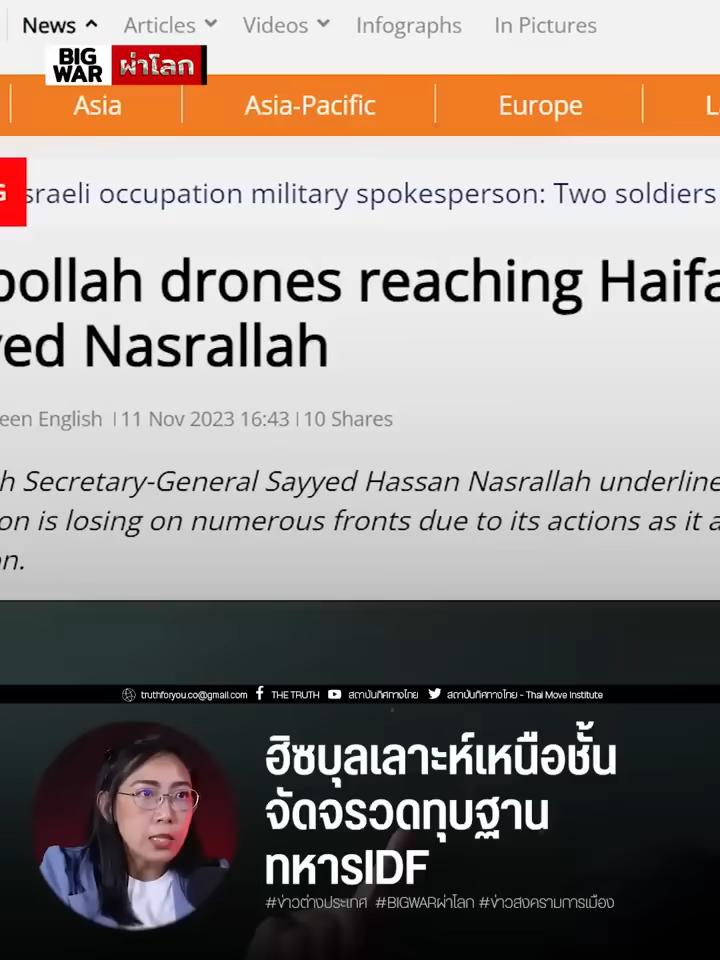 News Articles Videos Infographs In Pictures
BIG
WAR ผ่าโลก
Asia Asia-Pacific Europe L
G sraeli occupation military spokesperson: Two soldiers
bollah drones reaching Haifa
yed Nasrallah
een English | 11 Nov 2023 16:43 | 10 Shares
h Secretary-General Sayyed Hassan Nasrallah underline
on is losing on numerous fronts due to its actions as it a
n.
truthforyou.co@gmail.com THE TRUTH สถาบันทิศทางไทย สถาบันทิศทางไทย - Thai Move Institute
ฮิซบุลเลาะห์เหนือชั้น
จัดจรวดทุบฐาน
ทหารIDF
#ข่าวต่างประเทศ #BIGWARผ่าโลก #ข่าวสงครามการเมือง